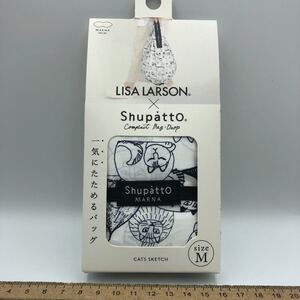 MARNA
LISA LARSON®
×
Shupatto®
Compact Bag・Drop
一気にたためるバッグ
Shupatto
MARNA
CATS SKETCH
size
M